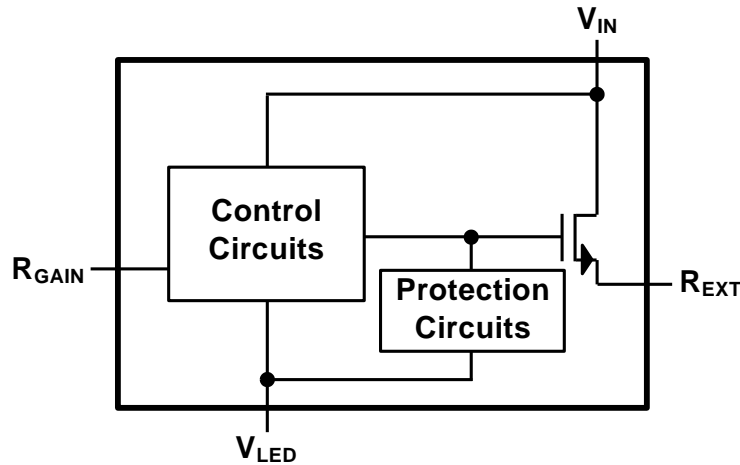 VIN
Control
Circuits
RGAIN
Protection
Circuits
REXT
VLED